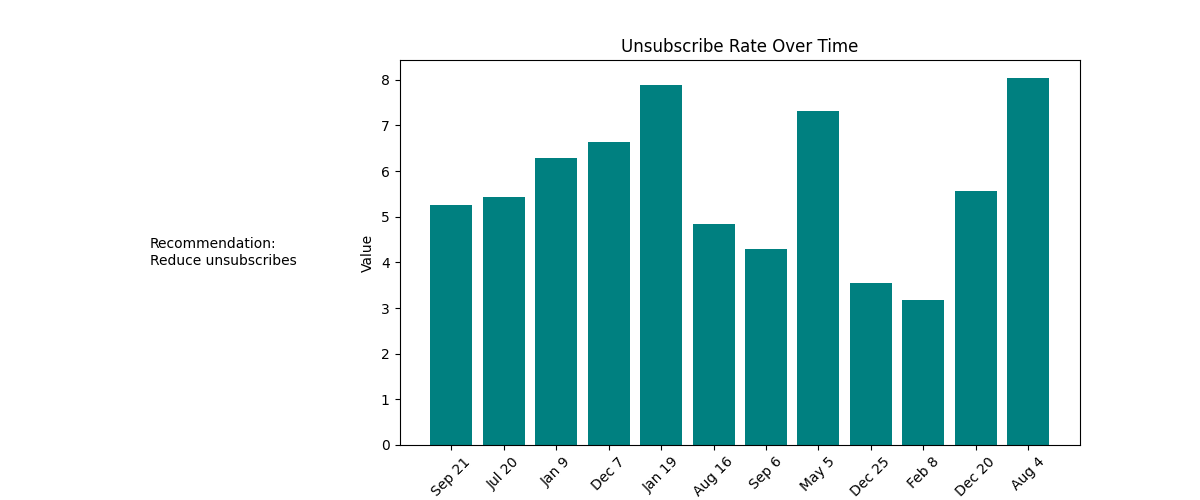 Unsubscribe Rate Over Time
Recommendation:
Reduce unsubscribes
Value
8
7
6
5
4
3
2
1
0
Sep 21
Jul 20
Jan 9
Dec 7
Jan 19
Aug 16
Sep 6
May 5
Dec 25
Feb 8
Dec 20
Aug 4